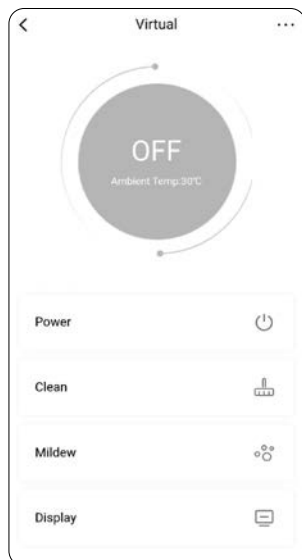 Virtual
OFF
Ambient Temp:30℃
Power
Clean
Mildew
Display